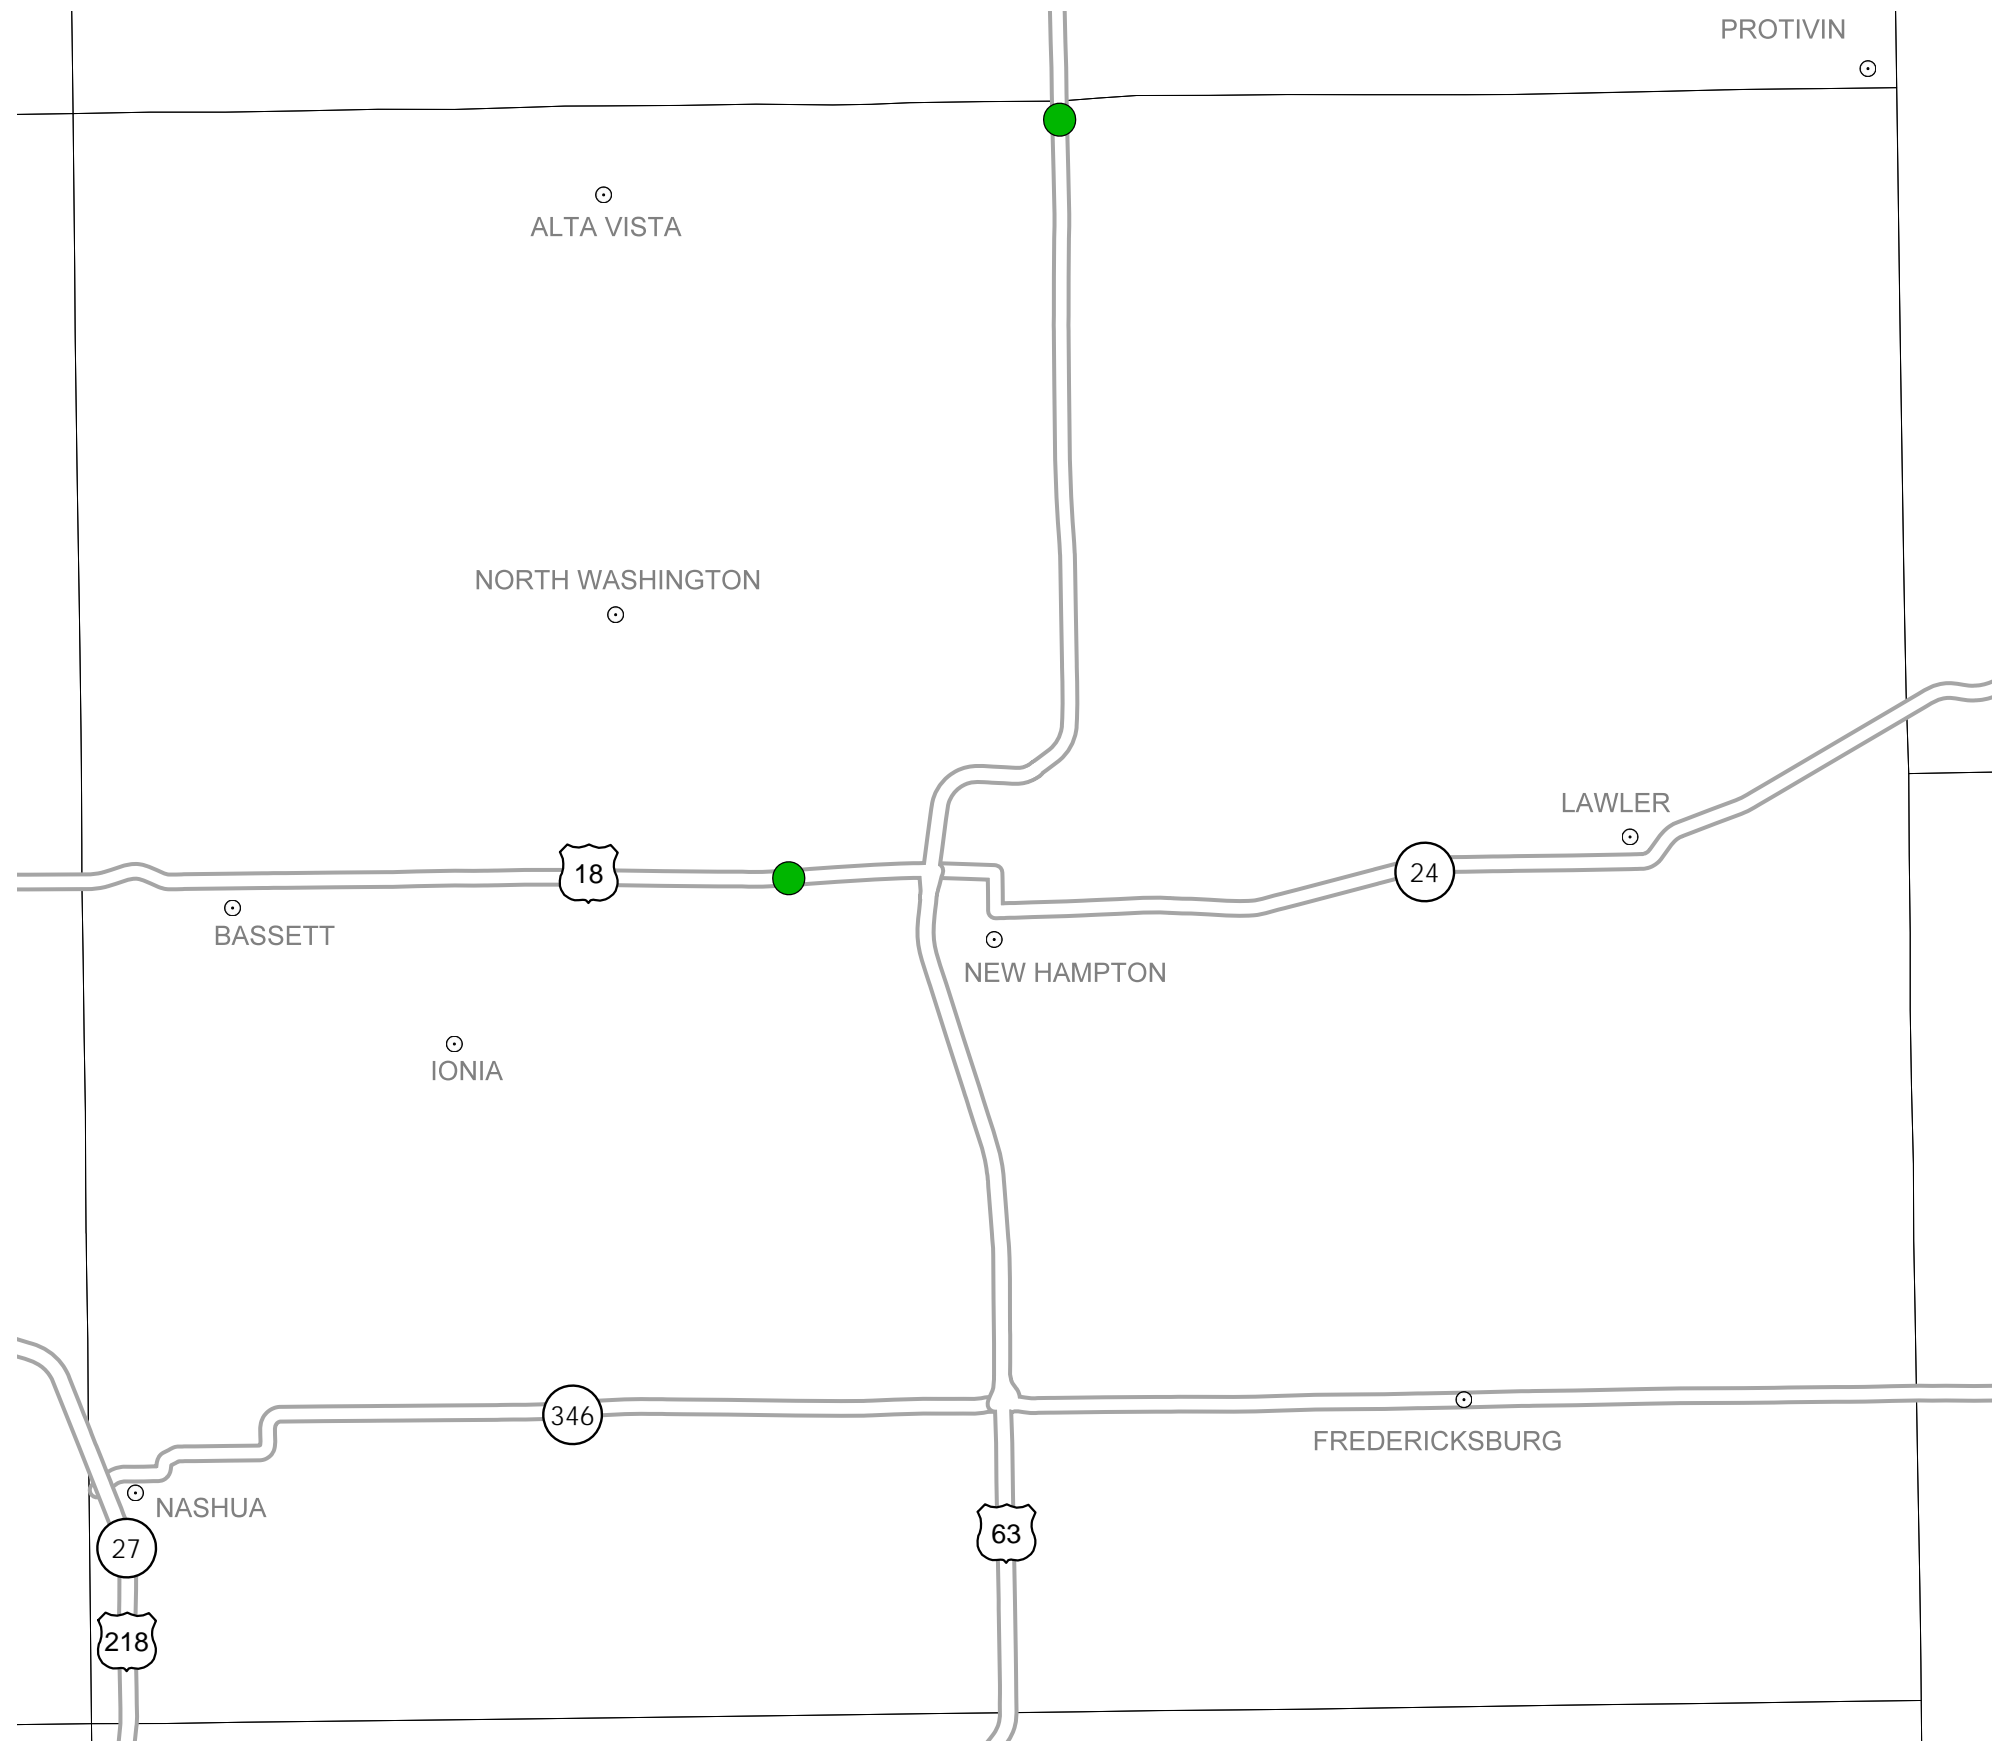 PROTIVIN
ALTA VISTA
NORTH WASHINGTON
LAWLER
18
24
BASSETT
NEW HAMPTON
IONIA
346
FREDERICKSBURG
NASHUA
63
27
218